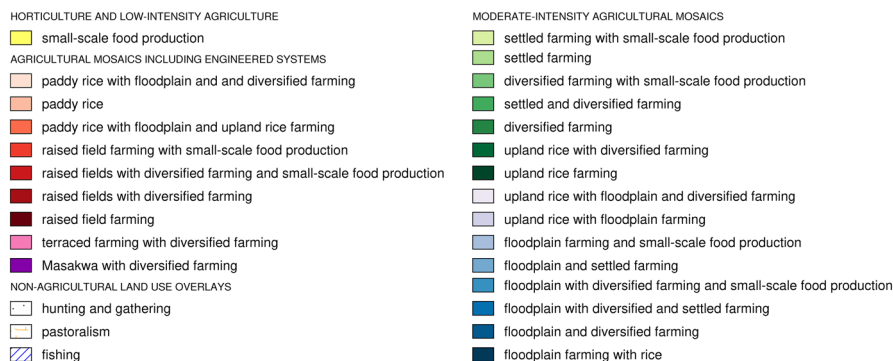 HORTICULTURE AND LOW-INTENSITY AGRICULTURE
small-scale food production
AGRICULTURAL MOSAICS INCLUDING ENGINEERED SYSTEMS
paddy rice with floodplain and and diversified farming
paddy rice
paddy rice with floodplain and upland rice farming
raised field farming with small-scale food production
raised fields with diversified farming and small-scale food production
raised fields with diversified farming
raised field farming
terraced farming with diversified farming
Masakwa with diversified farming
NON-AGRICULTURAL LAND USE OVERLAYS
hunting and gathering
pastoralism
fishing
MODERATE-INTENSITY AGRICULTURAL MOSAICS
settled farming with small-scale food production
settled farming
diversified farming with small-scale food production
settled and diversified farming
diversified farming
upland rice with diversified farming
upland rice farming
upland rice with floodplain and diversified farming
upland rice with floodplain farming
floodplain farming and small-scale food production
floodplain and settled farming
floodplain with diversified farming and small-scale food production
floodplain with diversified and settled farming
floodplain and diversified farming
floodplain farming with rice